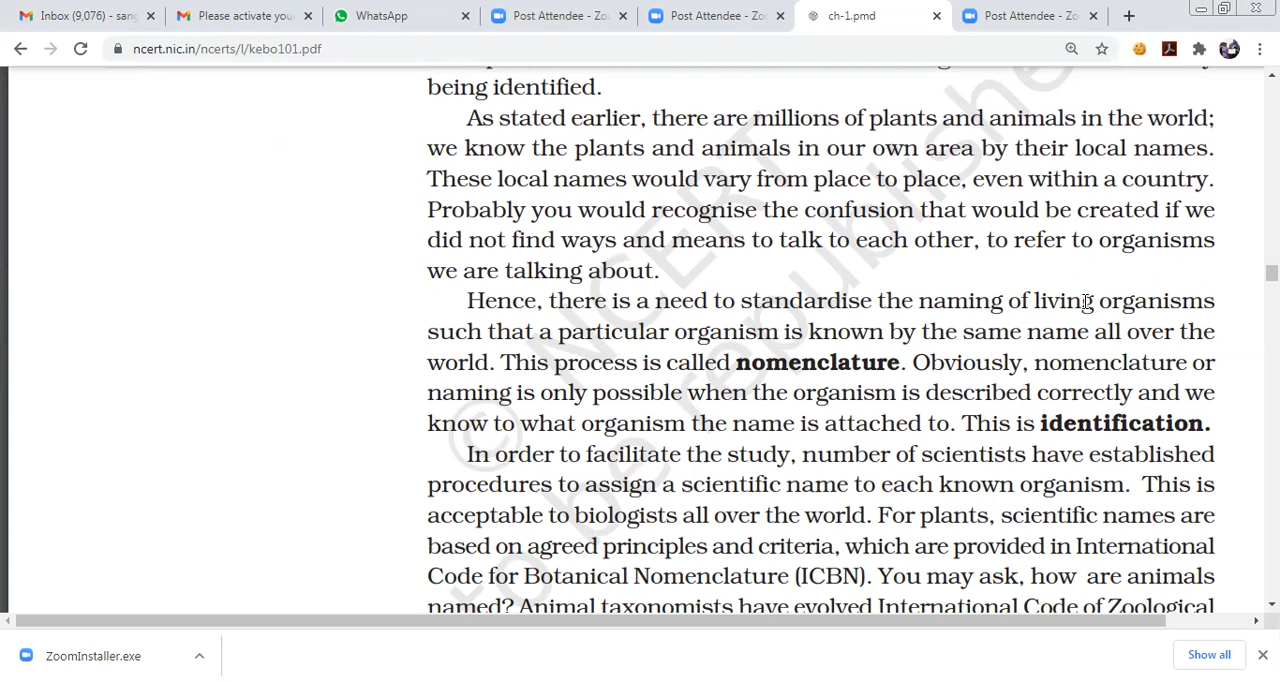 Inbox (9,076) - san
Please activate you
WhatsApp
Post Attendee - Zo
Post Attendee - Zo
ch-1.pmd
Post Attendee - Zo
ncert.nic.in/ncerts/l/kebo101.pdf
being identified.
As stated earlier, there are millions of plants and animals in the world;
we know the plants and animals in our own area by their local names.
These local names would vary from place to place, even within a country.
Probably you would recognise the confusion that would be created if we
did not find ways and means to talk to each other, to refer to organisms
we are talking about.
Hence, there is a need to standardise the naming of living organisms
such that a particular organism is known by the same name all over the
world. This process is called nomenclature. Obviously, nomenclature or
naming is only possible when the organism is described correctly and we
know to what organism the name is attached to. This is identification.
In order to facilitate the study, number of scientists have established
procedures to assign a scientific name to each known organism. This is
acceptable to biologists all over the world. For plants, scientific names are
based on agreed principles and criteria, which are provided in International
Code for Botanical Nomenclature (ICBN). You may ask, how are animals
named? Animal taxonomists have evolved International Code of Zoological
© NCERT
to be republished
ZoomInstaller.exe
Show all